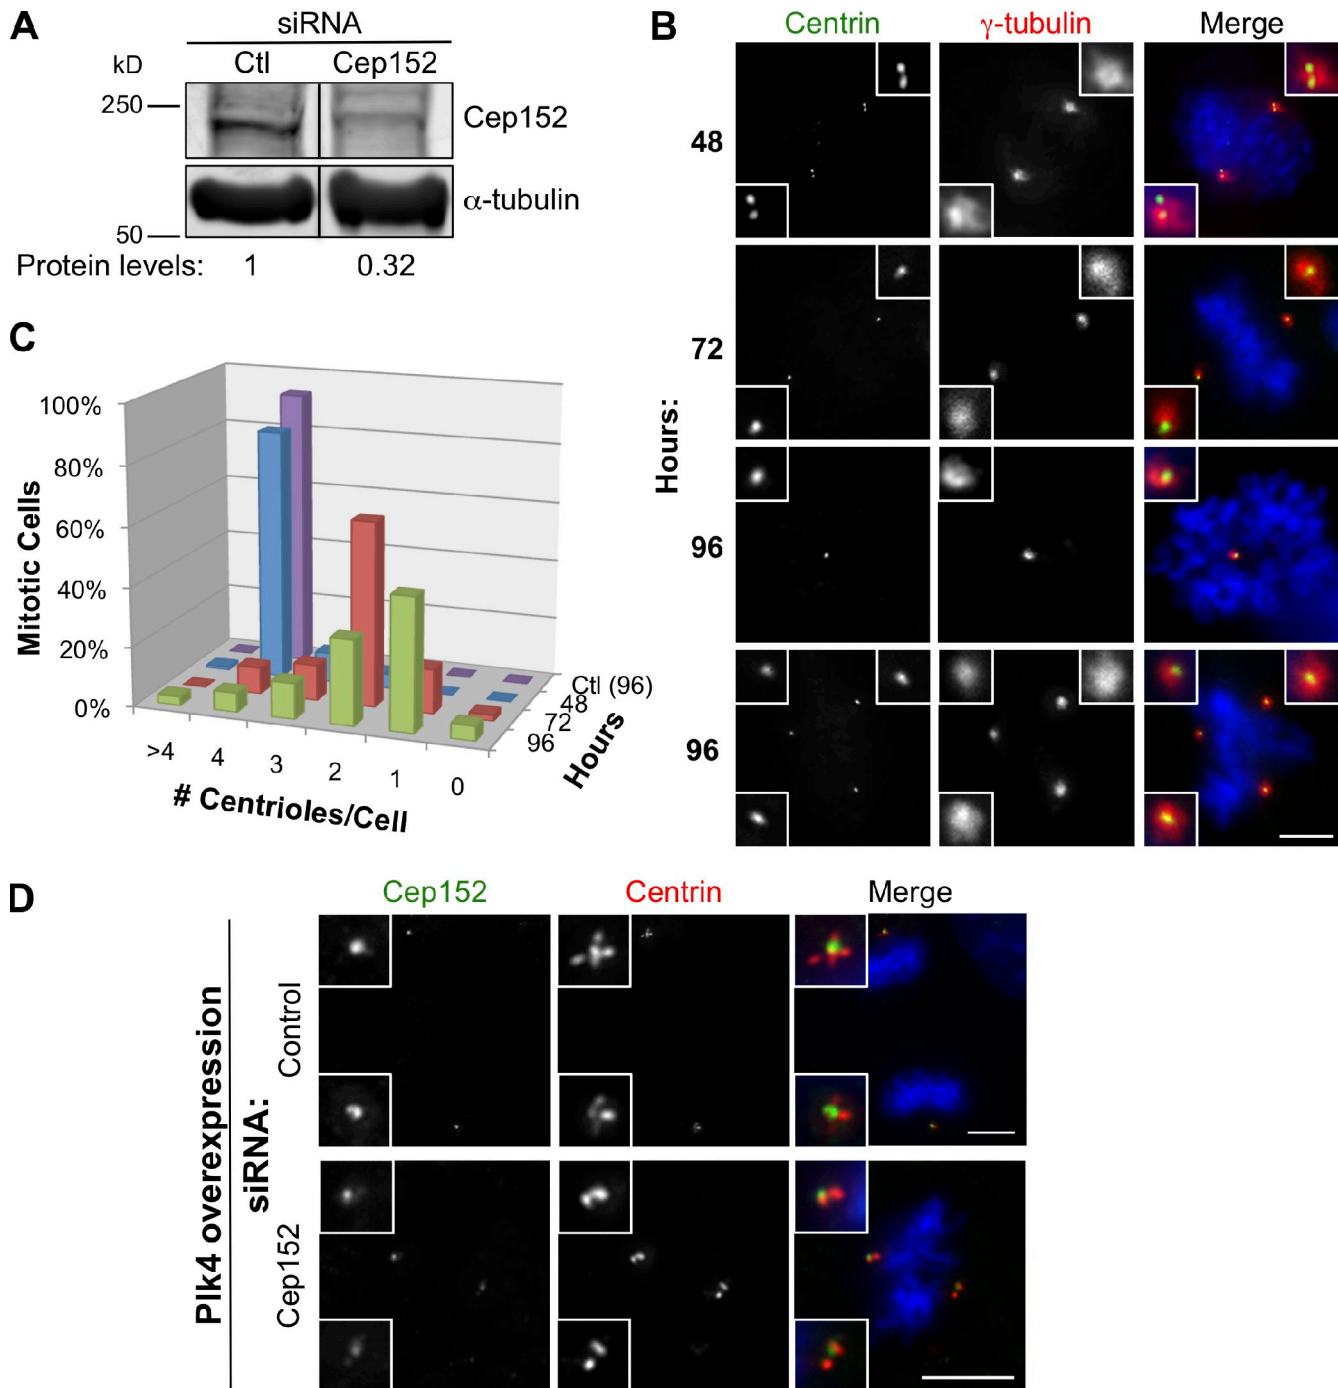 A
siRNA
kD
Ctl
Cep152
250
Cep152
α-tubulin
50
Protein levels:
1
0.32
B
Centrin
γ-tubulin
Merge
Hours:
48
72
96
96
C
Mitotic Cells
100%
80%
60%
40%
20%
0%
>4
4
3
2
1
0
# Centrioles/Cell
Ctl (96)
48
72
96
Hours
D
Cep152
Centrin
Merge
Plk4 overexpression
siRNA:
Control
Cep152